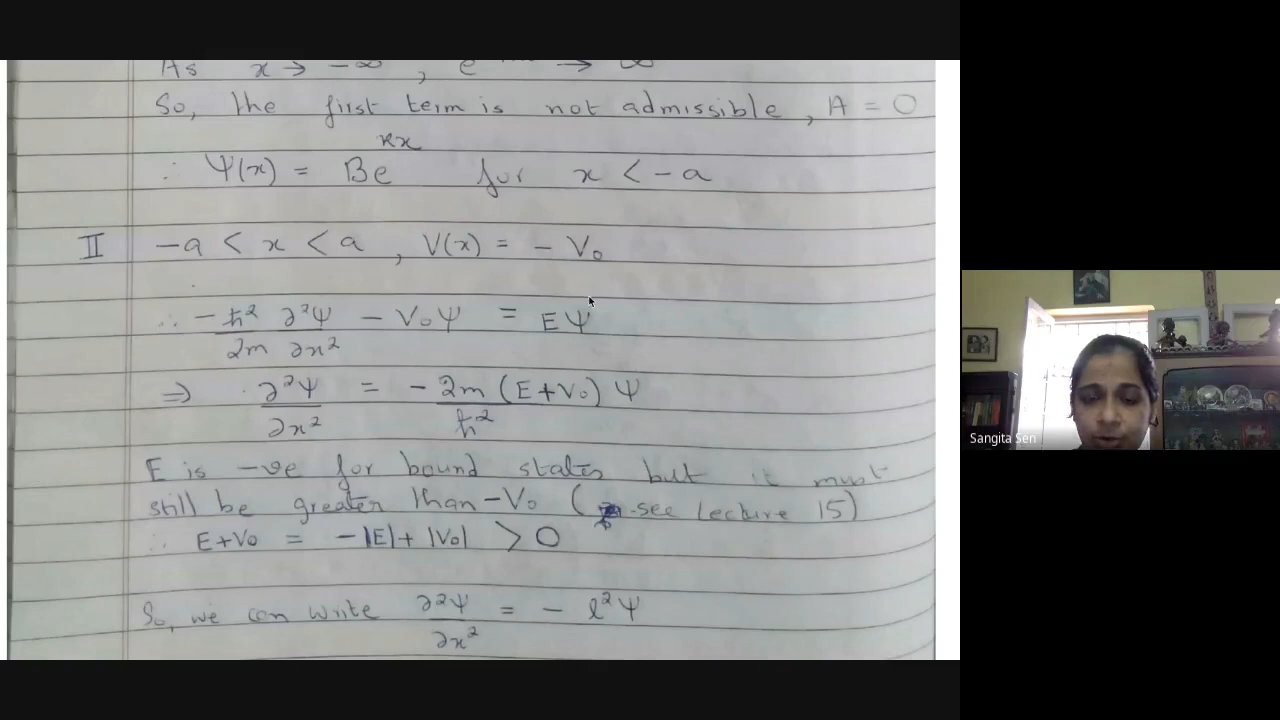 As x → -∞, e → ∞
So, the first term is not admissible, A = 0
∴ Ψ(x) = Be^{κx} for x < -a
II -a < x < a, V(x) = -V₀
∴ -ħ²/2m ∂²Ψ/∂x² - V₀Ψ = EΨ
⇒ ∂²Ψ/∂x² = -2m/ħ² (E+V₀) Ψ
E is -ve for bound states but it must
still be greater than -V₀ (see Lecture 15)
∴ E+V₀ = -|E|+|V₀| > 0
So, we can write ∂²Ψ/∂x² = - l²Ψ
Sangita Sen